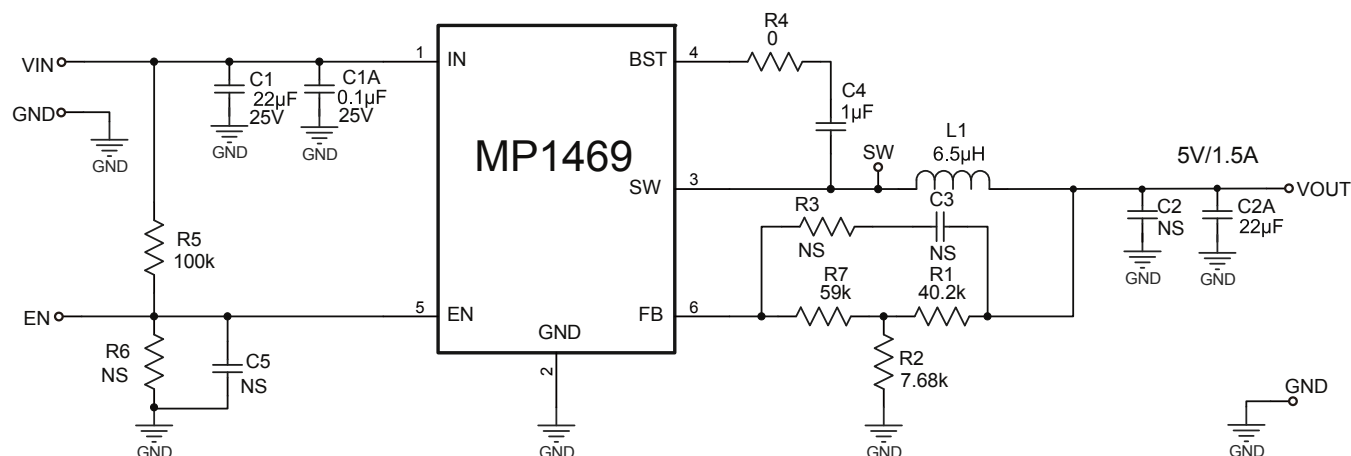 VIN
GND
GND
C1
22µF
25V
GND
C1A
0.1µF
25V
GND
1
IN
MP1469
BST
4
R4
0
C4
1µF
SW
3
SW
L1
6.5µH
5V/1.5A
VOUT
C2
NS
GND
C2A
22µF
GND
R3
NS
C3
NS
R5
100k
R7
59k
R1
40.2k
EN
5
EN
FB
6
GND
2
GND
R6
NS
C5
NS
GND
R2
7.68k
GND
GND
GND